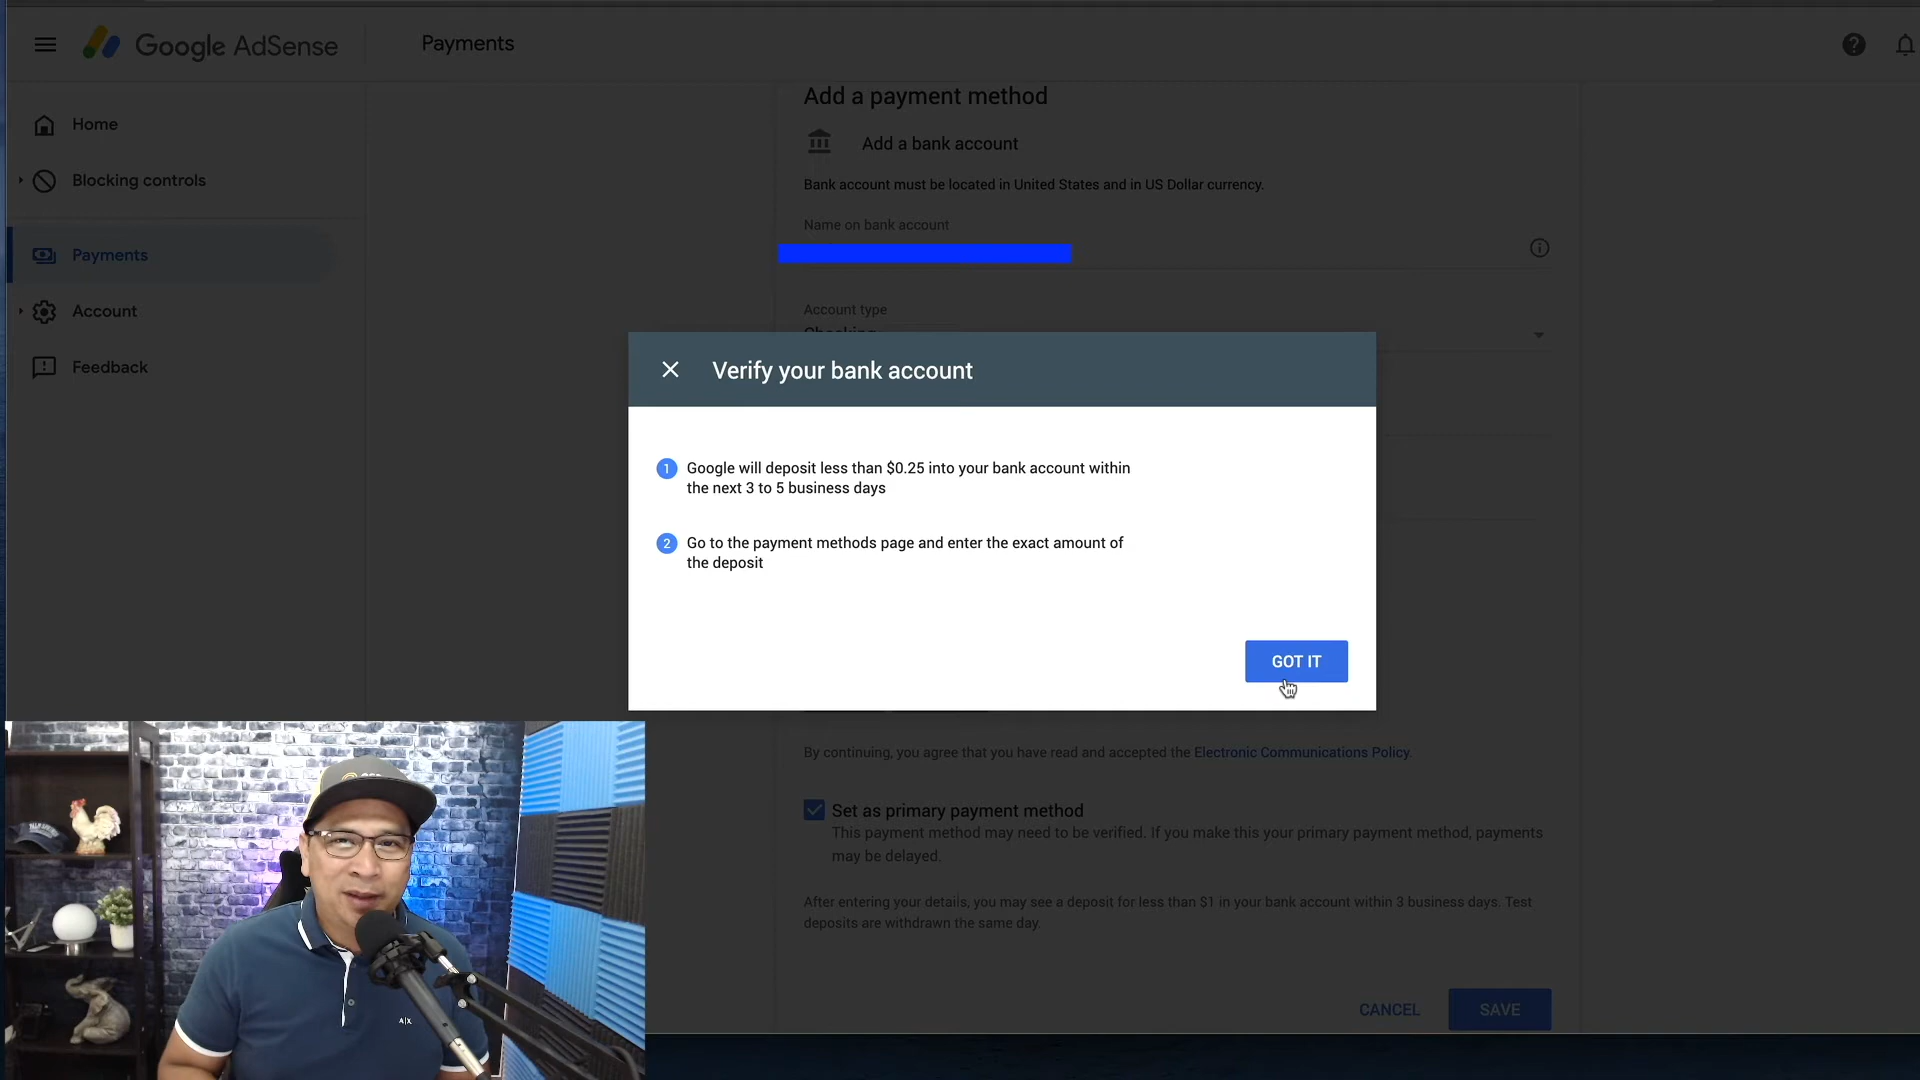 Google AdSense
Payments
Home
Blocking controls
Payments
Account
Feedback
Add a payment method
Add a bank account
Bank account must be located in United States and in US Dollar currency.
Name on bank account
Account type
Checking
Verify your bank account
1 Google will deposit less than $0.25 into your bank account within
the next 3 to 5 business days
2 Go to the payment methods page and enter the exact amount of
the deposit
GOT IT
By continuing, you agree that you have read and accepted the Electronic Communications Policy.
Set as primary payment method
This payment method may need to be verified. If you make this your primary payment method, payments
may be delayed.
After entering your details, you may see a deposit for less than $1 in your bank account within 3 business days. Test
deposits are withdrawn the same day.
CANCEL
SAVE
A|X